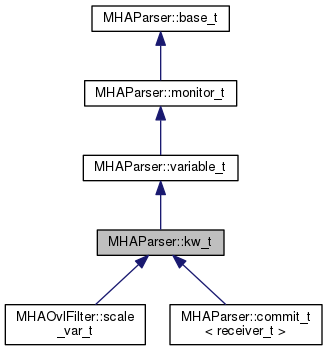 MHAParser::base_t
MHAParser::monitor_t
MHAParser::variable_t
MHAParser::kw_t
MHAOvlFilter::scale
_var_t
MHAParser::commit_t
< receiver_t >